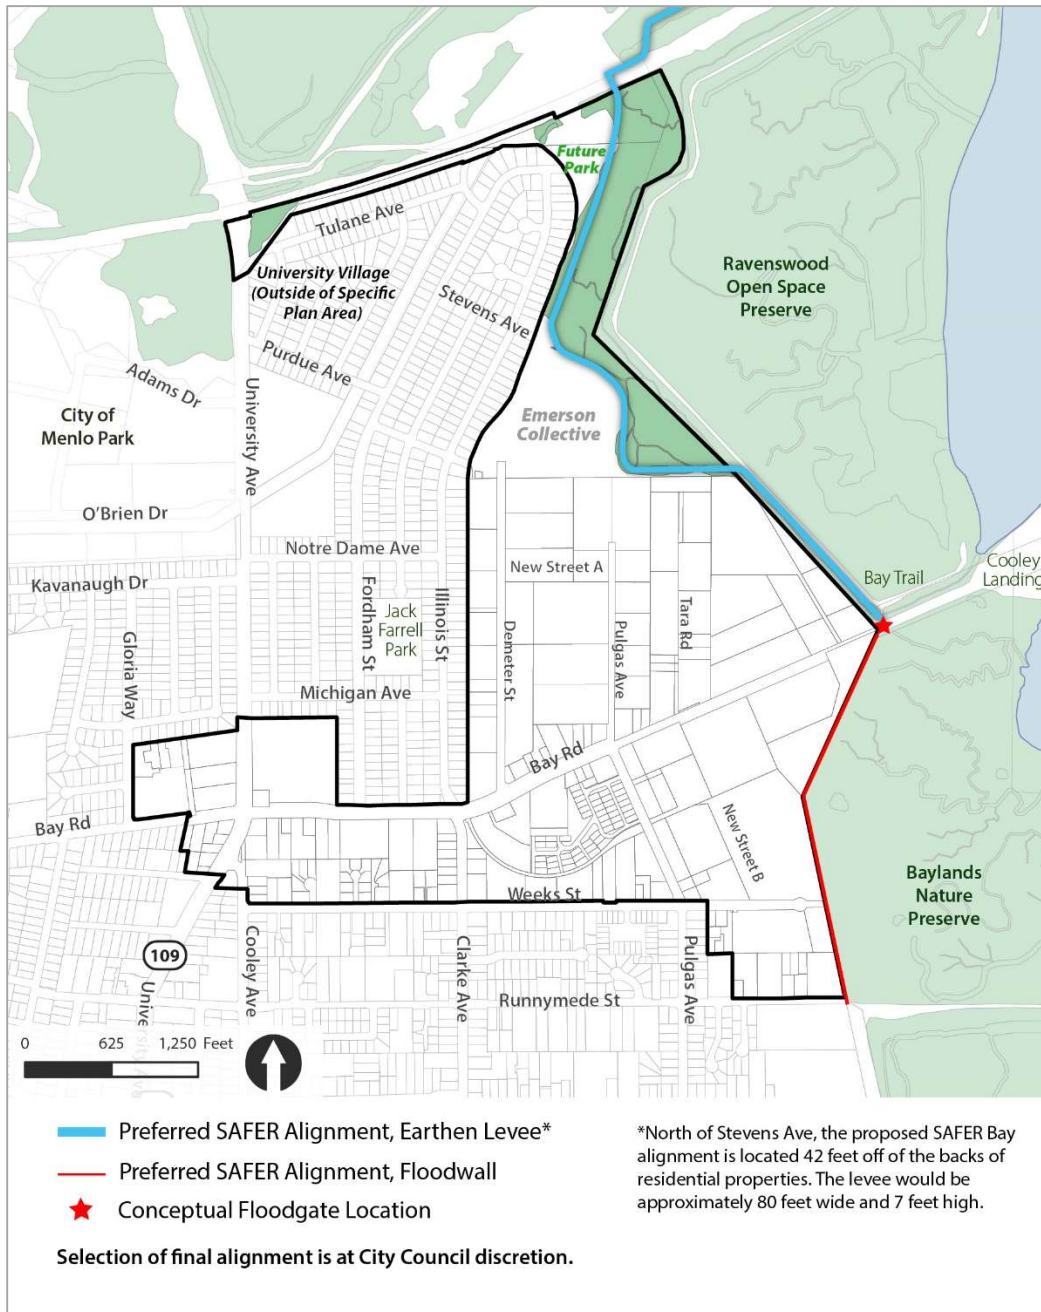 Future
Park
Tulane Ave
University Village
(Outside of Specific
Plan Area)
Stevens Ave
Ravenswood
Open Space
Preserve
Purdue Ave
Adams Dr
City of
Menlo Park
University Ave
Emerson
Collective
O'Brien Dr
Notre Dame Ave
New Street A
Bay Trail
Cooley
Landing
Kavanaugh Dr
Gloria Way
Fordham St
Jack
Farrell
Park
Illinois St
Demeter St
Pulgas Ave
Tara Rd
Michigan Ave
Bay Rd
Bay Rd
New Street B
Weeks St
Baylands
Nature
Preserve
109
University Ave
Cooley Ave
Clarke Ave
Pulgas Ave
Runnymede St
0 625 1,250 Feet
Preferred SAFER Alignment, Earthen Levee*
Preferred SAFER Alignment, Floodwall
Conceptual Floodgate Location
*North of Stevens Ave, the proposed SAFER Bay
alignment is located 42 feet off of the backs of
residential properties. The levee would be
approximately 80 feet wide and 7 feet high.
Selection of final alignment is at City Council discretion.